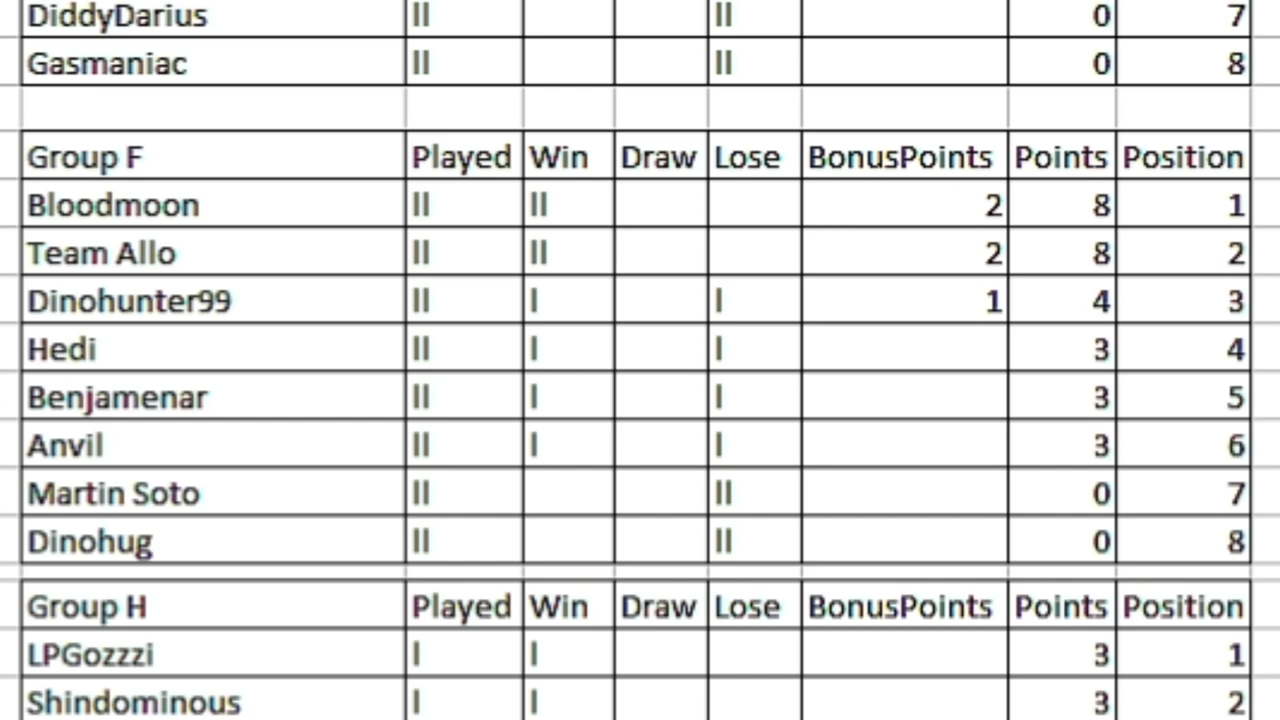 DiddyDarius II II 0 7
Gasmaniac II II 0 8
Group F Played Win Draw Lose BonusPoints Points Position
Bloodmoon II II 2 8 1
Team Allo II II 2 8 2
Dinohunter99 II I I 1 4 3
Hedi II I I 3 4
Benjamenar II I I 3 5
Anvil II I I 3 6
Martin Soto II II 0 7
Dinohug II II 0 8
Group H Played Win Draw Lose BonusPoints Points Position
LPGozzzi I I 3 1
Shindominous I I 3 2